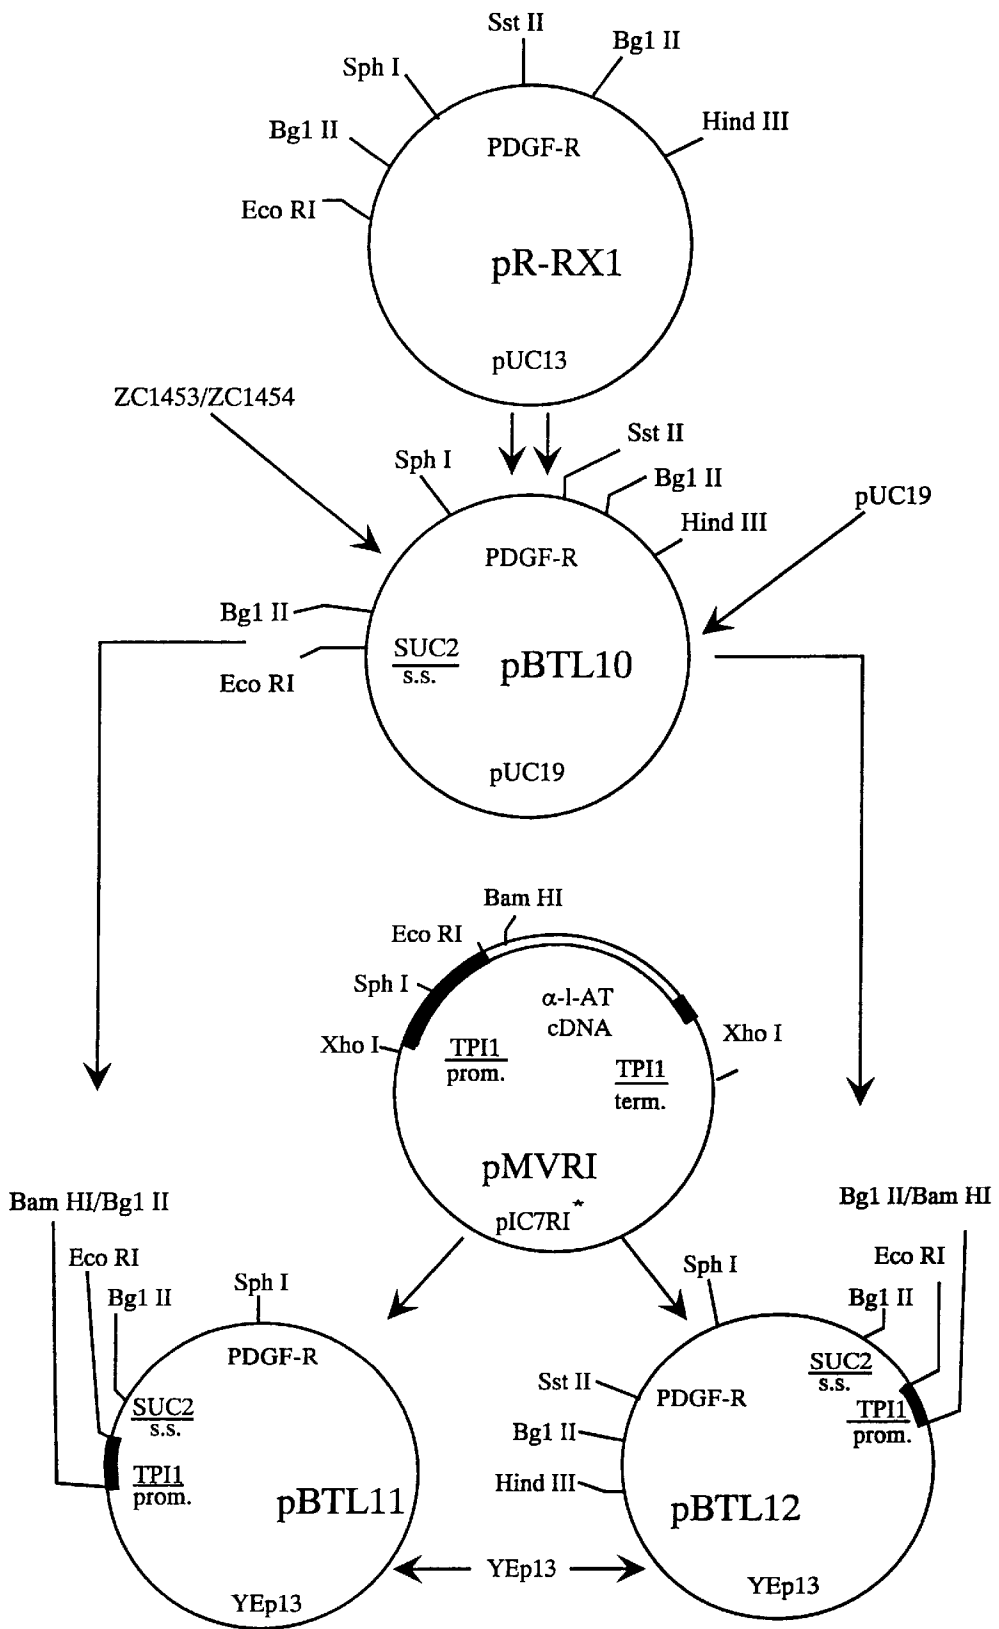 Sst II
Bg1 II
Sph I
Hind III
Bg1 II
PDGF-R
Eco RI
pR-RX1
pUC13
ZC1453/ZC1454
Sst II
Sph I
Bg1 II
pUC19
Hind III
PDGF-R
Bg1 II
SUC2
s.s.
pBTL10
Eco RI
pUC19
Bam HI
Eco RI
Sph I
α-l-AT
cDNA
Xho I
Xho I
TPI1
prom.
TPI1
term.
pMVRI
pIC7RI*
Bam HI/Bg1 II
Bg1 II/Bam HI
Eco RI
Sph I
Bg1 II
PDGF-R
SUC2
s.s.
TPI1
prom.
pBTL11
YEp13
YEp13
Sph I
Eco RI
Bg1 II
SUC2
s.s.
Sst II
PDGF-R
TPI1
prom.
Bg1 II
Hind III
pBTL12
YEp13